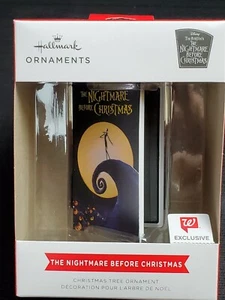 Hallmark
ORNAMENTS
Disney
TIM BURTON'S
THE
NIGHTMARE
BEFORE
CHRISTMAS
THE
NIGHTMARE
BEFORE CHRISTMAS
W
EXCLUSIVE
THE NIGHTMARE BEFORE CHRISTMAS
CHRISTMAS TREE ORNAMENT
DÉCORATION POUR L'ARBRE DE NOËL